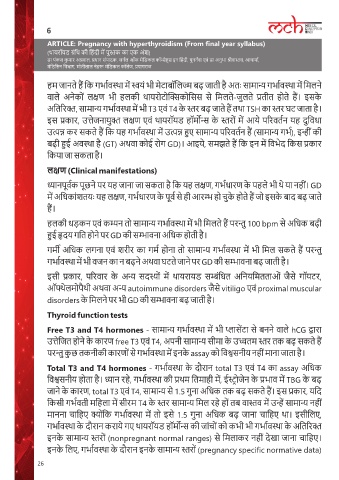 6
mch
ARTICLE: Pregnancy with hyperthyroidism (From final year syllabus)
हम जानते हैं कि गर्भावस्था में स्वयं भी मेटाबॉलिज्म बढ़ जाती है अतः सामान्य गर्भावस्था में मिलने
वाले अनेकों लक्षण भी हलकी थायरोटॉक्सिकोसिस से मिलते-जुलते प्रतीत होते हैं। इसके
अतिरिक्त, सामान्य गर्भावस्था में भी T3 एवं T4 के स्तर बढ़ जाते हैं तथा TSH का स्तर घट जाता है।
इस प्रकार, उत्तेजनायुक्त लक्षण एवं थायरॉयड हॉर्मोन्स के स्तरों में आये परिवर्तन यह दुविधा
उत्पन्न कर सकते हैं कि यह गर्भावस्था में उत्पन्न हुए सामान्य परिवर्तन हैं (सामान्य गर्भ), इन्हीं की
बढ़ी हुई अवस्था है (GT) अथवा कोई रोग GD)। आइये, समझते हैं कि इन में विभेद किस प्रकार
किया जा सकता है।
लक्षण (Clinical manifestations)
ध्यानपूर्वक पूछने पर यह जाना जा सकता है कि यह लक्षण, गर्भधारण के पहले भी थे या नहीं। GD
में अधिकांशतयः यह लक्षण, गर्भधारण के पूर्व से ही आरम्भ हो चुके होते हैं जो इसके बाद बढ़ जाते
हैं।
हलकी धड़कन एवं कम्पन तो सामान्य गर्भावस्था में भी मिलते हैं परन्तु 100 bpm से अधिक बढ़ी
हुई हृदय गति होने पर GD की सम्भावना अधिक होती है।
गर्मी अधिक लगना एवं शरीर का गर्म होना तो सामान्य गर्भावस्था में भी मिल सकते हैं परन्तु
गर्भावस्था में भी वजन का न बढ़ने अथवा घटते जाने पर GD की सम्भावना बढ़ जाती है।
इसी प्रकार, परिवार के अन्य सदस्यों में थायरायड सम्बंधित अनियमितताओं जैसे गॉयटर,
ऑफ्थेलमोपैथी अथवा अन्य autoimmune disorders जैसे vitiligo एवं proximal muscular
disorders के मिलने पर भी GD की सम्भावना बढ़ जाती है।
Thyroid function tests
Free T3 and T4 hormones - सामान्य गर्भावस्था में भी प्लासेंटा से बनने वाले hCG द्वारा
उत्तेजित होने के कारण free T3 एवं T4, अपनी सामान्य सीमा के उच्चतम स्तर तक बढ़ सकते हैं
परन्तु कुछ तकनीकी कारणों से गर्भावस्था में इनके assay को विश्वसनीय नहीं माना जाता है।
Total T3 and T4 hormones - गर्भावस्था के दौरान total T3 एवं T4 का assay अधिक
विश्वसनीय होता है। ध्यान रहे, गर्भावस्था की प्रथम तिमाही में, ईस्ट्रोजेन के प्रभाव में TBG के बढ़
जाने के कारण, total T3 एवं T4, सामान्य से 1.5 गुना अधिक तक बढ़ सकते हैं। इस प्रकार, यदि
किसी गर्भवती महिला में सीरम T4 के स्तर सामान्य मिल रहे हों तब वास्तव में उन्हें सामान्य नहीं
मानना चाहिए क्योंकि गर्भावस्था में तो इसे 1.5 गुना अधिक बढ़ जाना चाहिए था। इसीलिए,
गर्भावस्था के दौरान कराये गए थायरॉयड हॉर्मोन्स की जांचों को कभी भी गर्भावस्था के अतिरिक्त
इनके सामान्य स्तरों (nonpregnant normal ranges) से मिलाकर नहीं देखा जाना चाहिए।
इनके लिए, गर्भावस्था के दौरान इनके सामान्य स्तरों (pregnancy specific normative data)
26